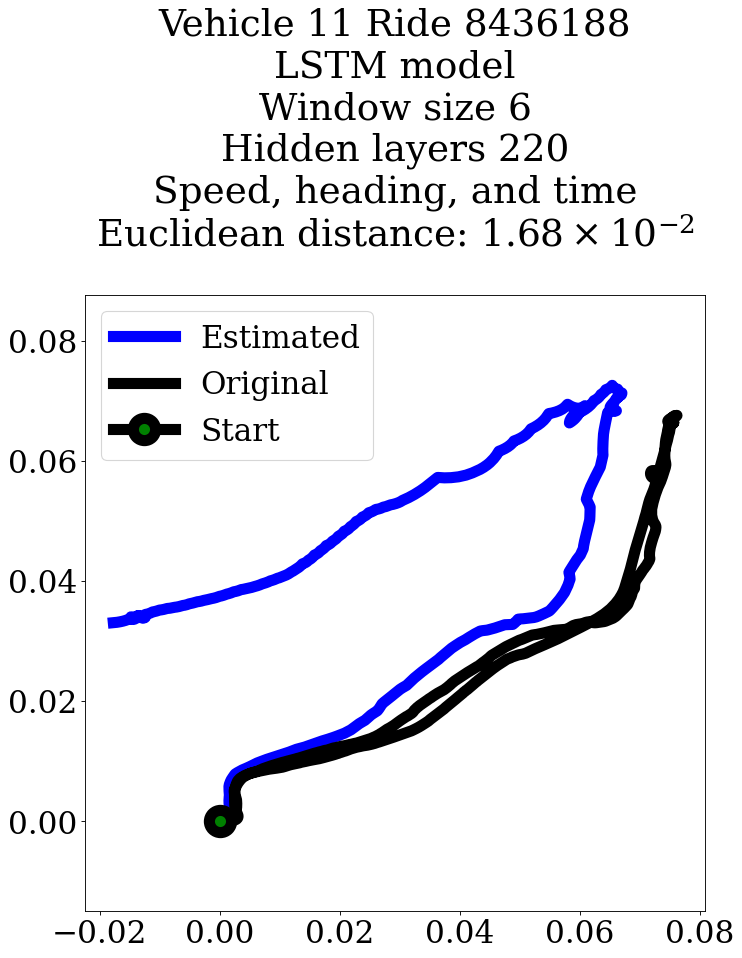 Vehicle 11 Ride 8436188
LSTM model
Window size 6
Hidden layers 220
Speed, heading, and time
Euclidean distance: 1.68 × 10⁻²
Estimated
Original
Start
0.08
0.06
0.04
0.02
0.00
−0.02 0.00 0.02 0.04 0.06 0.08